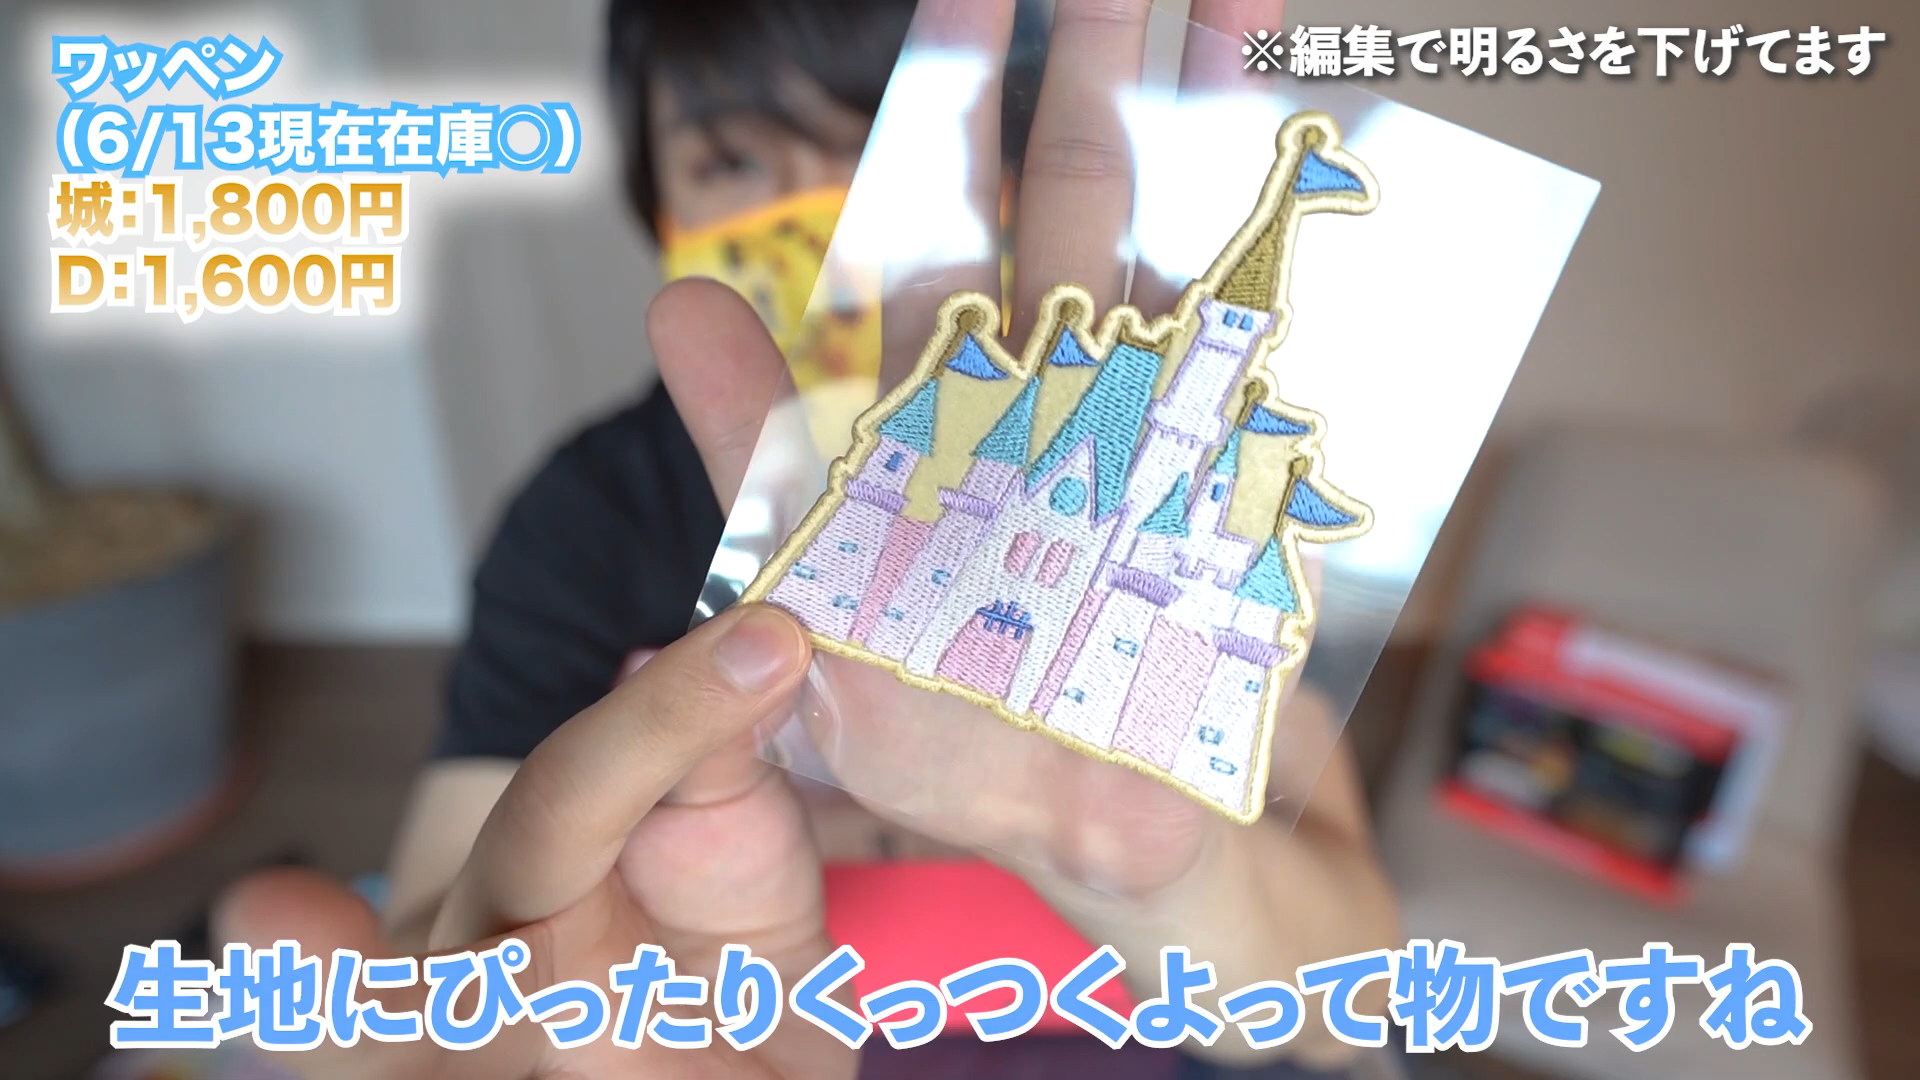 ワッペン
(6/13現在在庫○)
城:1,800円
D:1,600円
※編集で明るさを下げてます
生地にぴったりくっつくよって物ですね